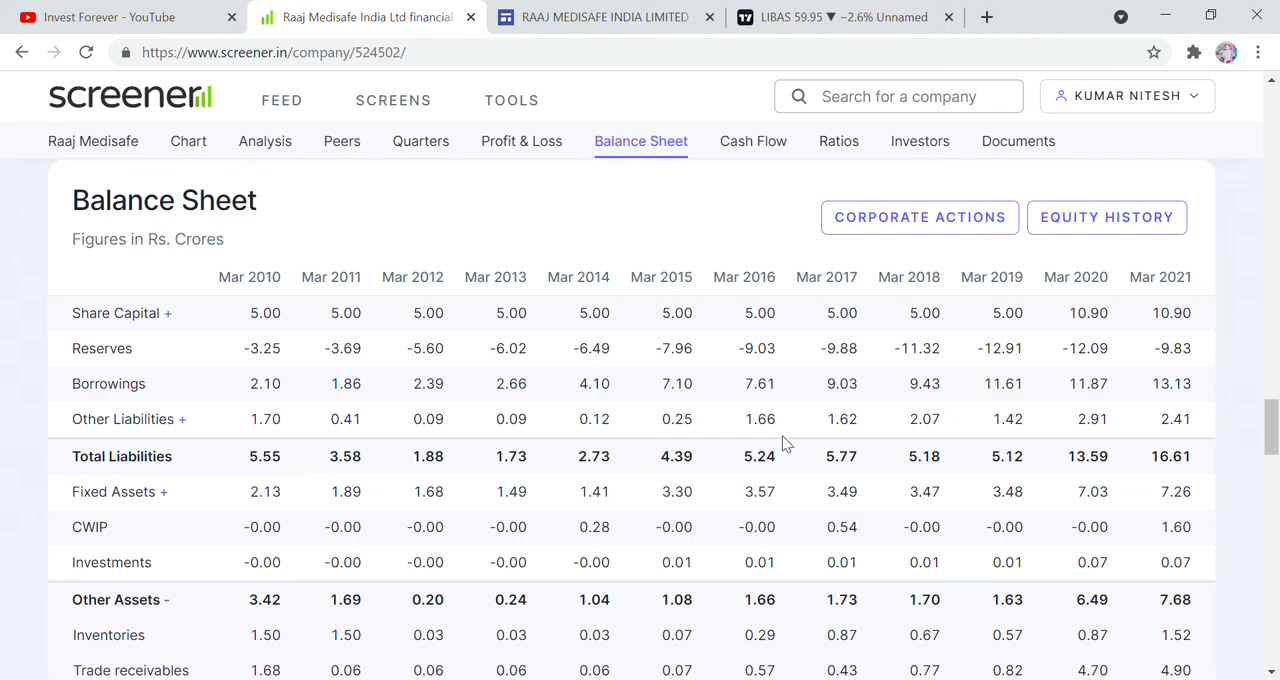 Invest Forever - YouTube
Raaj Medisafe India Ltd financial
RAAJ MEDISAFE INDIA LIMITED -
LIBAS 59.95 ▼ −2.6% Unnamed
https://www.screener.in/company/524502/
screener
FEED SCREENS TOOLS
Search for a company
KUMAR NITESH
Raaj Medisafe Chart Analysis Peers Quarters Profit & Loss Balance Sheet Cash Flow Ratios Investors Documents
Balance Sheet
CORPORATE ACTIONS EQUITY HISTORY
Figures in Rs. Crores
Mar 2010 Mar 2011 Mar 2012 Mar 2013 Mar 2014 Mar 2015 Mar 2016 Mar 2017 Mar 2018 Mar 2019 Mar 2020 Mar 2021
Share Capital + 5.00 5.00 5.00 5.00 5.00 5.00 5.00 5.00 5.00 5.00 10.90 10.90
Reserves -3.25 -3.69 -5.60 -6.02 -6.49 -7.96 -9.03 -9.88 -11.32 -12.91 -12.09 -9.83
Borrowings 2.10 1.86 2.39 2.66 4.10 7.10 7.61 9.03 9.43 11.61 11.87 13.13
Other Liabilities + 1.70 0.41 0.09 0.09 0.12 0.25 1.66 1.62 2.07 1.42 2.91 2.41
Total Liabilities 5.55 3.58 1.88 1.73 2.73 4.39 5.24 5.77 5.18 5.12 13.59 16.61
Fixed Assets + 2.13 1.89 1.68 1.49 1.41 3.30 3.57 3.49 3.47 3.48 7.03 7.26
CWIP -0.00 -0.00 -0.00 -0.00 0.28 -0.00 -0.00 0.54 -0.00 -0.00 -0.00 1.60
Investments -0.00 -0.00 -0.00 -0.00 -0.00 0.01 0.01 0.01 0.01 0.01 0.07 0.07
Other Assets - 3.42 1.69 0.20 0.24 1.04 1.08 1.66 1.73 1.70 1.63 6.49 7.68
Inventories 1.50 1.50 0.03 0.03 0.03 0.07 0.29 0.87 0.67 0.57 0.87 1.52
Trade receivables 1.68 0.06 0.06 0.06 0.06 0.07 0.57 0.43 0.77 0.82 4.70 4.90